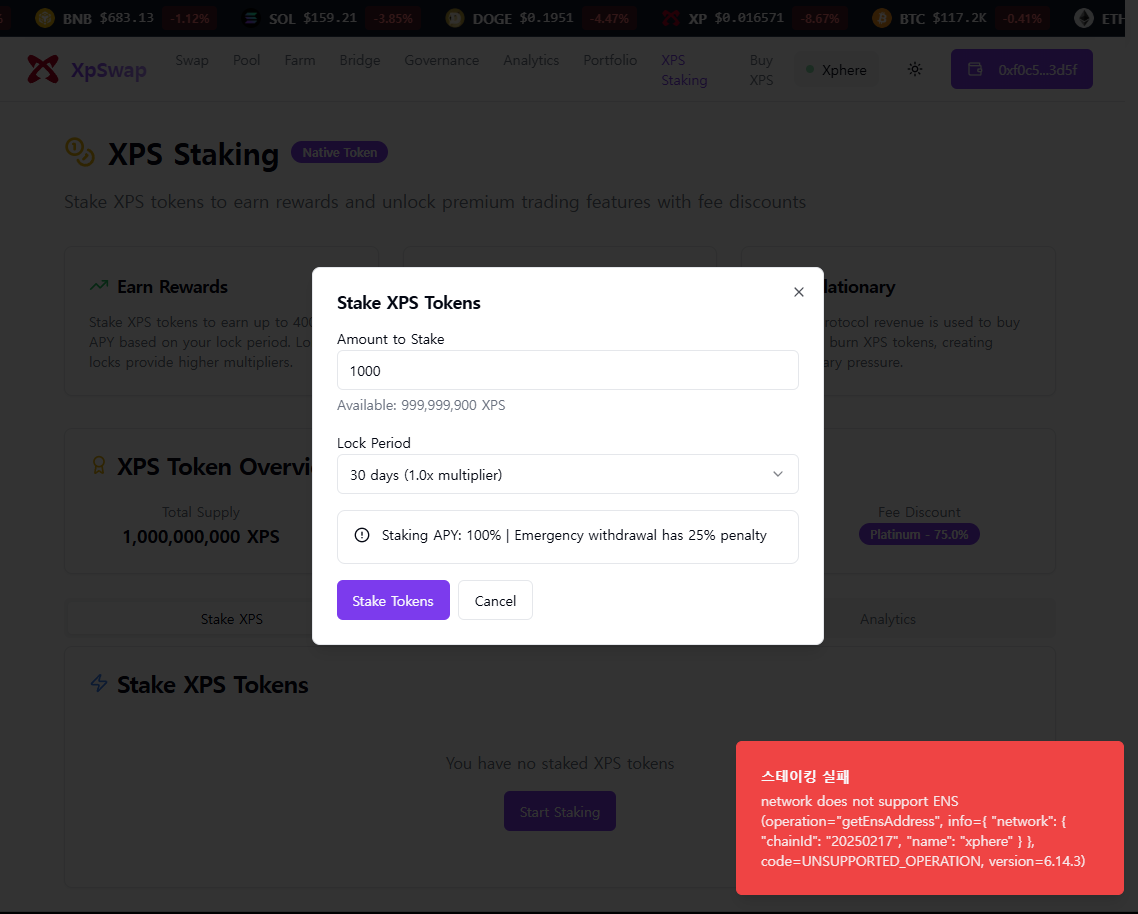 BNB $683.13 -1.12% SOL $159.21 -3.85% DOGE $0.1951 -4.47% XP $0.016571 -8.67% BTC $117.2K -0.41% ETH
XpSwap Swap Pool Farm Bridge Governance Analytics Portfolio XPS Staking Buy XPS Xphere 0xf0c5...3d5f
XPS Staking Native Token
Stake XPS tokens to earn rewards and unlock premium trading features with fee discounts
Earn Rewards
Stake XPS tokens to earn up to 400
APY based on your lock period. Lo
locks provide higher multipliers.
lationary
rotocol revenue is used to buy
burn XPS tokens, creating
ary pressure.
Stake XPS Tokens
Amount to Stake
1000
Available: 999,999,900 XPS
Lock Period
30 days (1.0x multiplier)
Staking APY: 100% | Emergency withdrawal has 25% penalty
Stake Tokens Cancel
XPS Token Overvi
Total Supply
1,000,000,000 XPS
Fee Discount
Platinum - 75.0%
Stake XPS Analytics
Stake XPS Tokens
You have no staked XPS tokens
Start Staking
스테이킹 실패
network does not support ENS
(operation="getEnsAddress", info={ "network": {
"chainId": "20250217", "name": "xphere" } },
code=UNSUPPORTED_OPERATION, version=6.14.3)